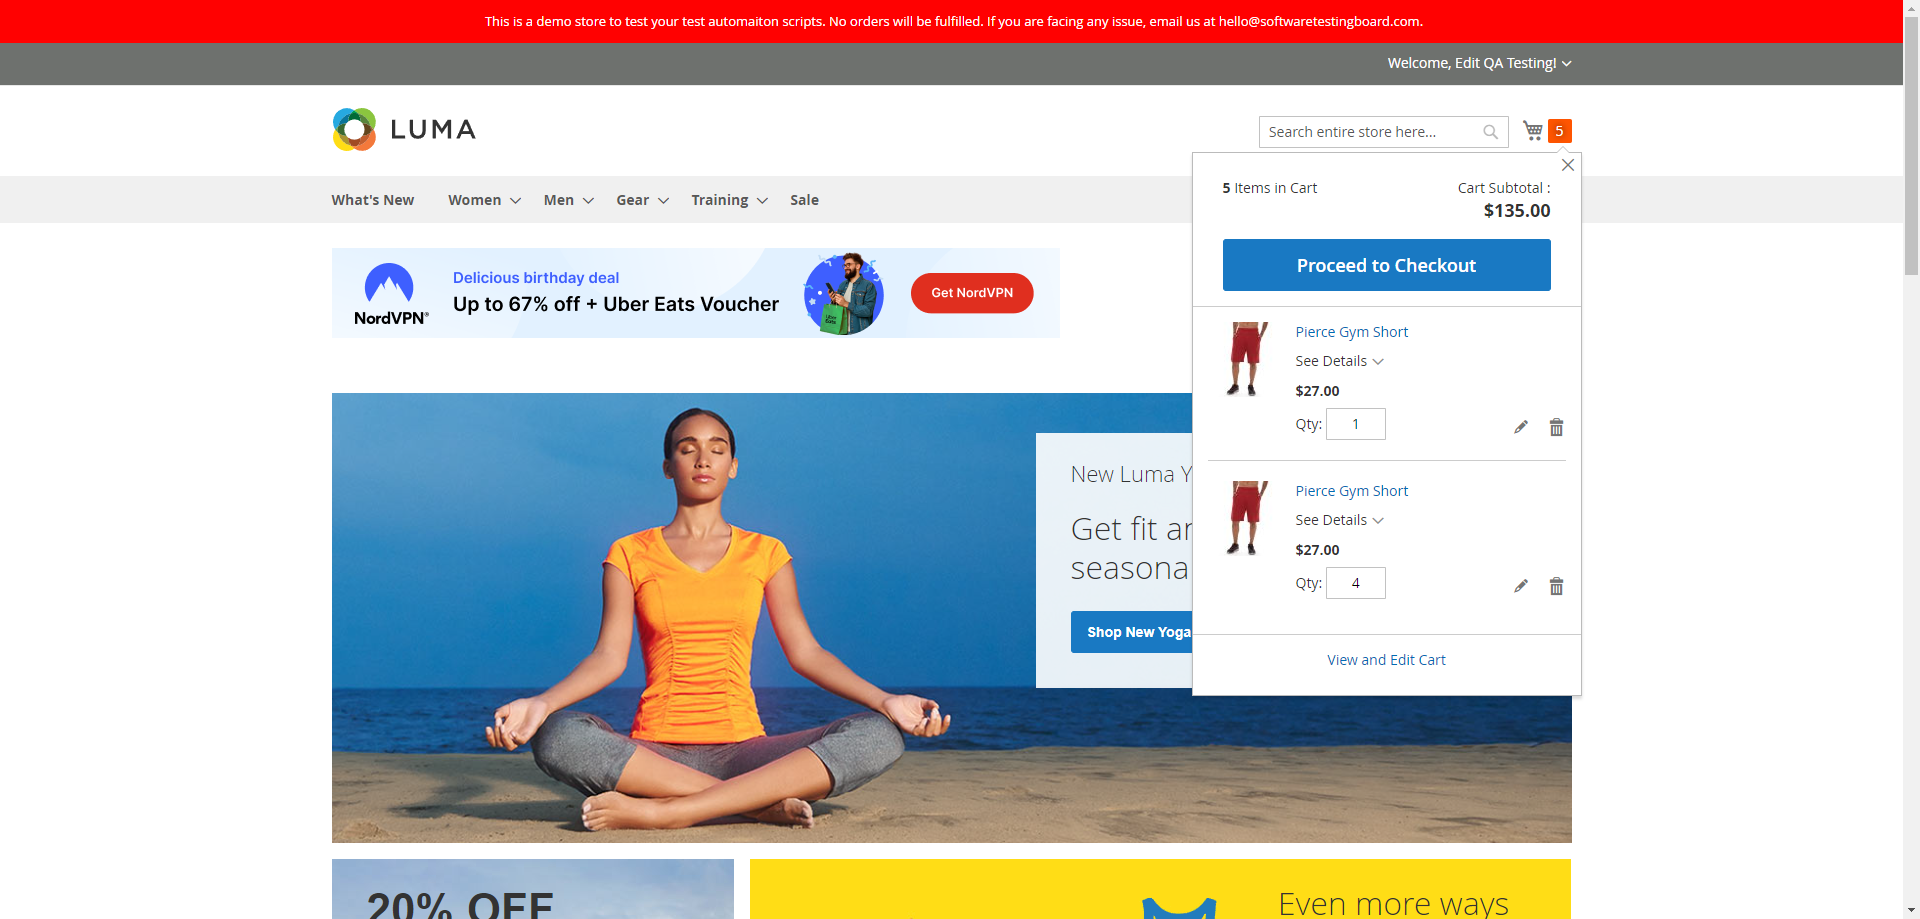 This is a demo store to test your test automaiton scripts. No orders will be fulfilled. If you are facing any issue, email us at hello@softwaretestingboard.com.
Welcome, Edit QA Testing!
LUMA
Search entire store here...
5
What's New
Women
Men
Gear
Training
Sale
5 Items in Cart
Cart Subtotal :
$135.00
Proceed to Checkout
Pierce Gym Short
See Details
$27.00
Qty: 1
Pierce Gym Short
See Details
$27.00
Qty: 4
View and Edit Cart
NordVPN®
Delicious birthday deal
Up to 67% off + Uber Eats Voucher
Uber
Eats
Get NordVPN
New Luma Y
Get fit an
seasona
Shop New Yoga
20% OFF
Even more ways